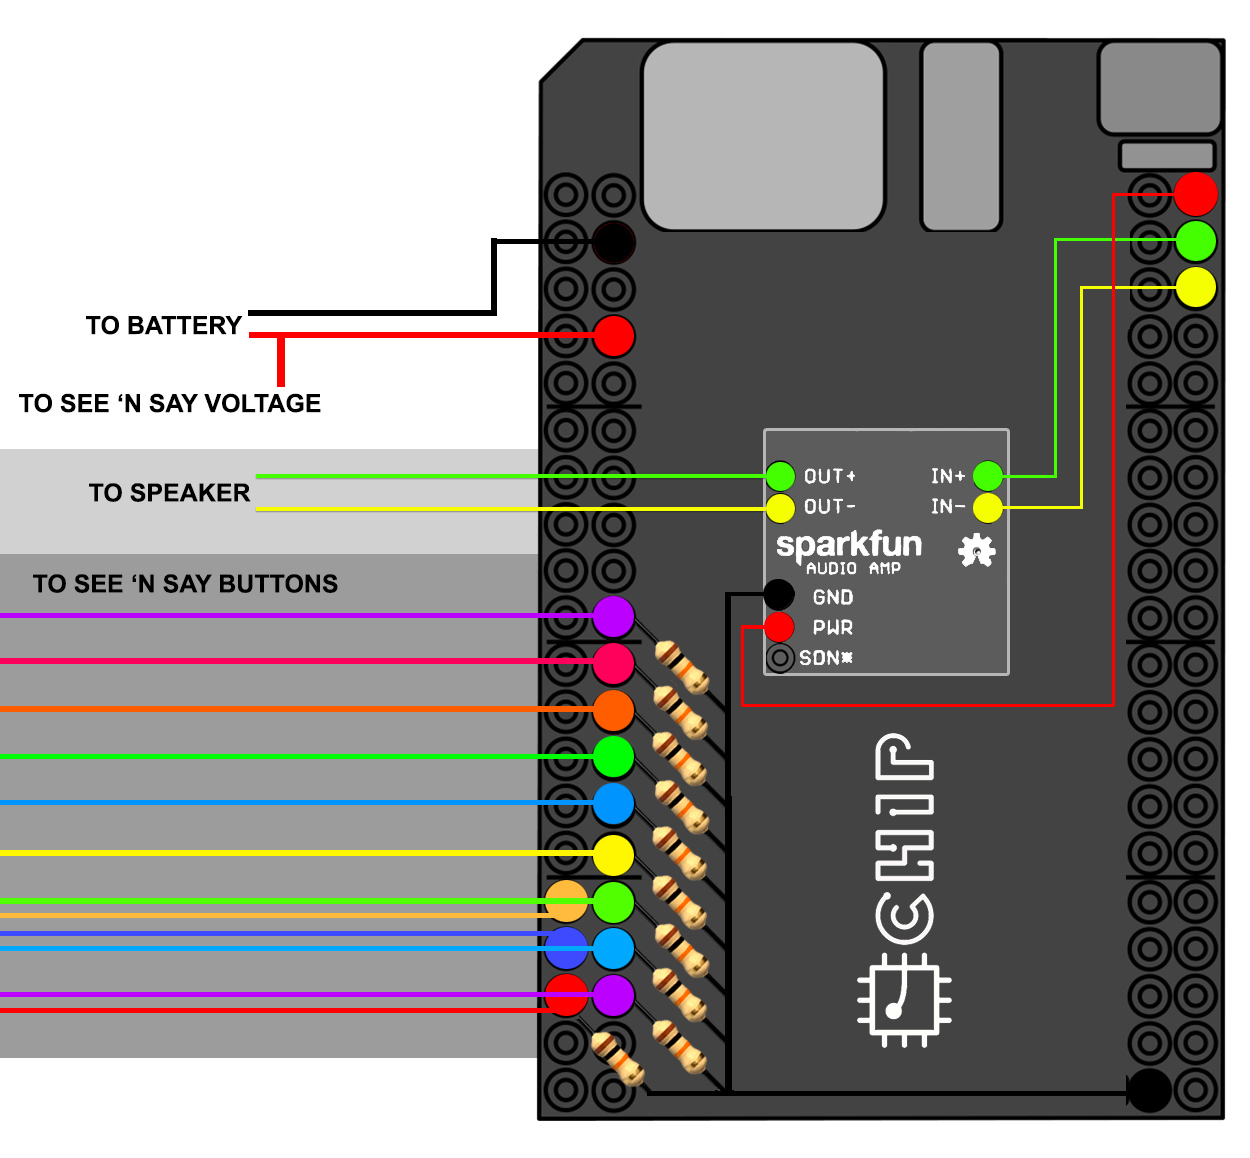 TO BATTERY
TO SEE ‘N SAY VOLTAGE
TO SPEAKER
OUT+ IN+
OUT- IN-
sparkfun
AUDIO AMP
GND
PWR
SDN*
TO SEE ‘N SAY BUTTONS
CHIP